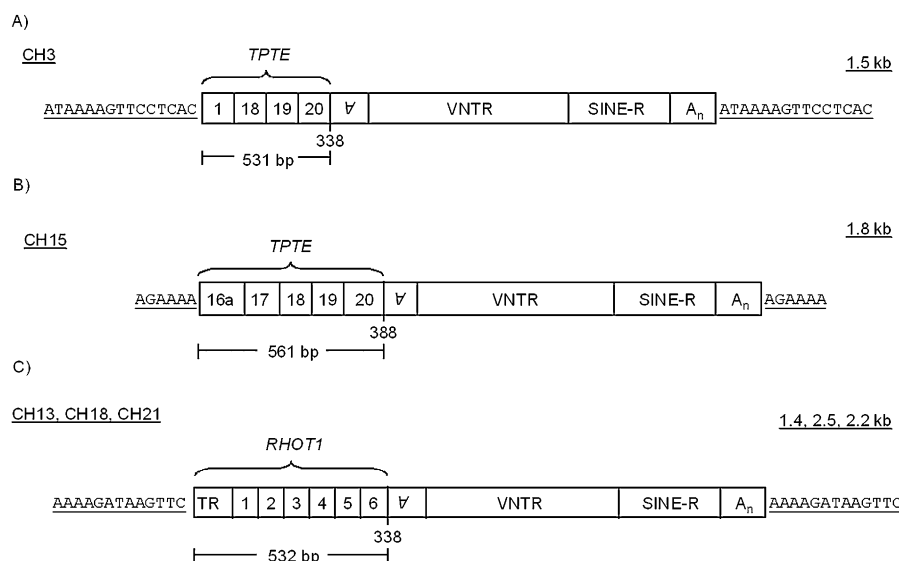 A)
CH3
TPTE
1.5 kb
ATAAAAGTTCCTCAC 1 18 19 20 A VNTR SINE-R An ATAAAAGTTCCTCAC
338
531 bp
B)
CH15
TPTE
1.8 kb
AGAAAA 16a 17 18 19 20 A VNTR SINE-R An AGAAAA
388
561 bp
C)
CH13, CH18, CH21
RHOT1
1.4, 2.5, 2.2 kb
AAAAGATAAGTTC TR 1 2 3 4 5 6 A VNTR SINE-R An AAAAGATAAGTTC
338
532 bp